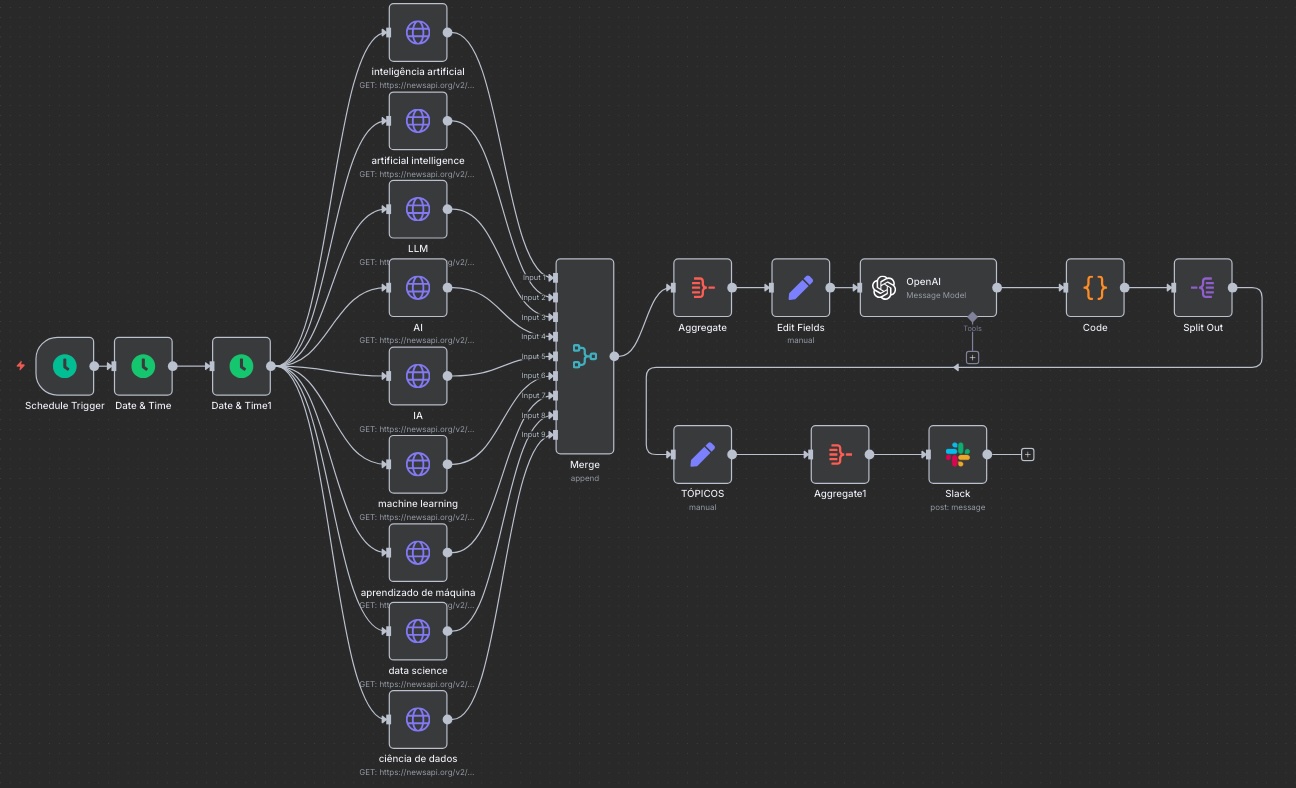 inteligência artificial
GET: https://newsapi.org/v2/...
artificial intelligence
GET: https://newsapi.org/v2/...
LLM
GET: htt
org/v2/...
AI
GET: https://newsapi.org/v2/...
IA
GET: https://newsapi.org/v2/...
machine learning
GET: https://newsapi.org/v2/...
aprendizado de máquina
GET: htt
org/v2/...
data science
GET: https://newsapi.org/v2/...
ciência de dados
GET: https://newsapi.org/v2/...
Schedule Trigger
Date & Time
Date & Time1
Input 1
Input 2
Input 3
Input 4
Input 5
Input 6
Input 7
Input 8
Input 9
Merge
append
Aggregate
Edit Fields
manual
OpenAI
Message Model
Tools
Code
Split Out
TÓPICOS
manual
Aggregate1
Slack
post: message